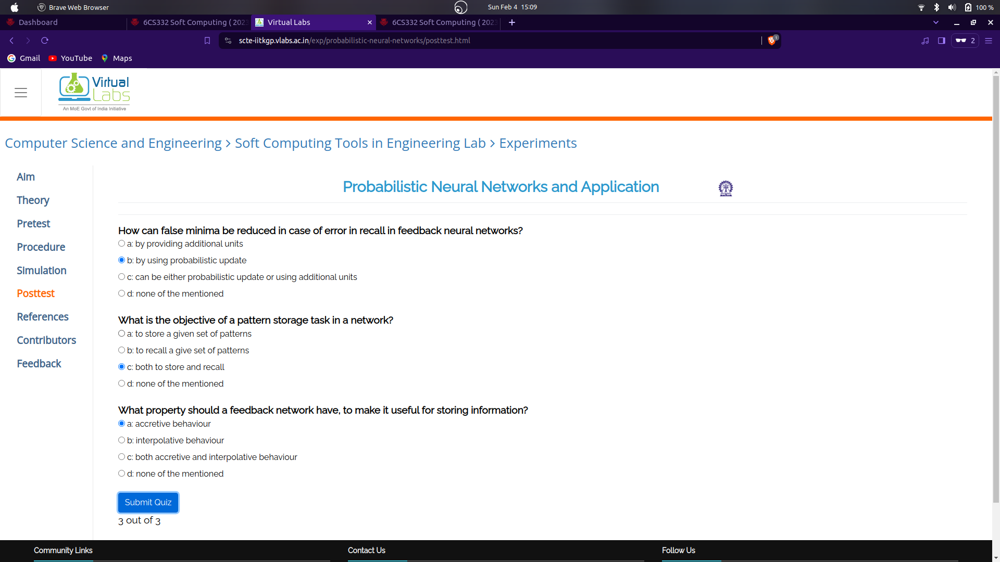 Brave Web Browser
Sun Feb 4 15:09
100 %
Dashboard
6CS332 Soft Computing ( 2023
Virtual Labs
6CS332 Soft Computing ( 2023
scte-iitkgp.vlabs.ac.in/exp/probabilistic-neural-networks/posttest.html
1
2
Gmail
YouTube
Maps
Virtual
Labs
An MoE Govt of India Initiative
Computer Science and Engineering > Soft Computing Tools in Engineering Lab > Experiments
Aim
Theory
Pretest
Procedure
Simulation
Posttest
References
Contributors
Feedback
Probabilistic Neural Networks and Application
How can false minima be reduced in case of error in recall in feedback neural networks?
a: by providing additional units
b: by using probabilistic update
c: can be either probabilistic update or using additional units
d: none of the mentioned
What is the objective of a pattern storage task in a network?
a: to store a given set of patterns
b: to recall a give set of patterns
c: both to store and recall
d: none of the mentioned
What property should a feedback network have, to make it useful for storing information?
a: accretive behaviour
b: interpolative behaviour
c: both accretive and interpolative behaviour
d: none of the mentioned
Submit Quiz
3 out of 3
Community Links
Contact Us
Follow Us